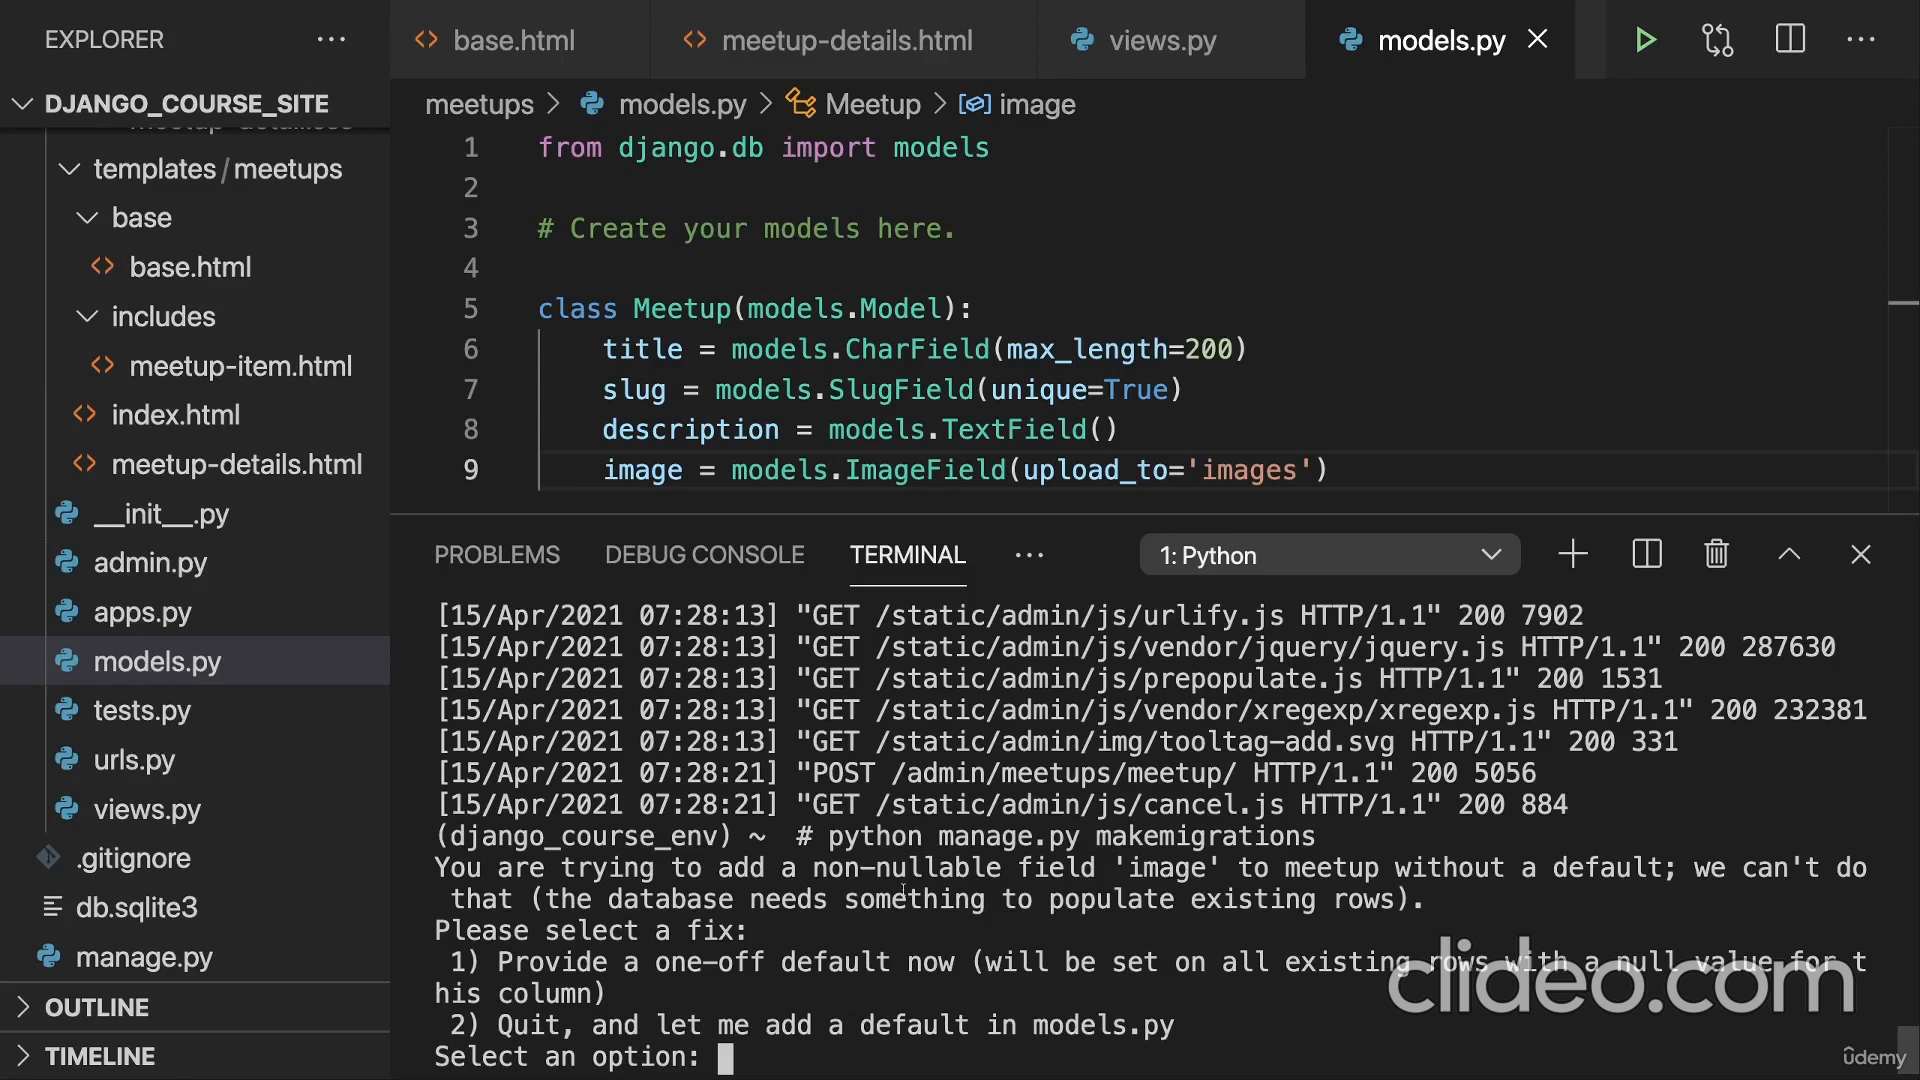 EXPLORER
base.html
meetup-details.html
views.py
models.py
DJANGO_COURSE_SITE
meetups > models.py > Meetup > image
templates/meetups
base
base.html
includes
meetup-item.html
index.html
meetup-details.html
__init__.py
admin.py
apps.py
models.py
tests.py
urls.py
views.py
.gitignore
db.sqlite3
manage.py
OUTLINE
TIMELINE
1 from django.db import models
2
3 # Create your models here.
4
5 class Meetup(models.Model):
6 title = models.CharField(max_length=200)
7 slug = models.SlugField(unique=True)
8 description = models.TextField()
9 image = models.ImageField(upload_to='images')
PROBLEMS DEBUG CONSOLE TERMINAL 1: Python
[15/Apr/2021 07:28:13] "GET /static/admin/js/urlify.js HTTP/1.1" 200 7902
[15/Apr/2021 07:28:13] "GET /static/admin/js/vendor/jquery/jquery.js HTTP/1.1" 200 287630
[15/Apr/2021 07:28:13] "GET /static/admin/js/prepopulate.js HTTP/1.1" 200 1531
[15/Apr/2021 07:28:13] "GET /static/admin/js/vendor/xregexp/xregexp.js HTTP/1.1" 200 232381
[15/Apr/2021 07:28:13] "GET /static/admin/img/tooltag-add.svg HTTP/1.1" 200 331
[15/Apr/2021 07:28:21] "POST /admin/meetups/meetup/ HTTP/1.1" 200 5056
[15/Apr/2021 07:28:21] "GET /static/admin/js/cancel.js HTTP/1.1" 200 884
(django_course_env) ~ # python manage.py makemigrations
You are trying to add a non-nullable field 'image' to meetup without a default; we can't do
that (the database needs something to populate existing rows).
Please select a fix:
1) Provide a one-off default now (will be set on all existing rows with a null value for t
his column)
2) Quit, and let me add a default in models.py
Select an option:
clideo.com
ûdemy